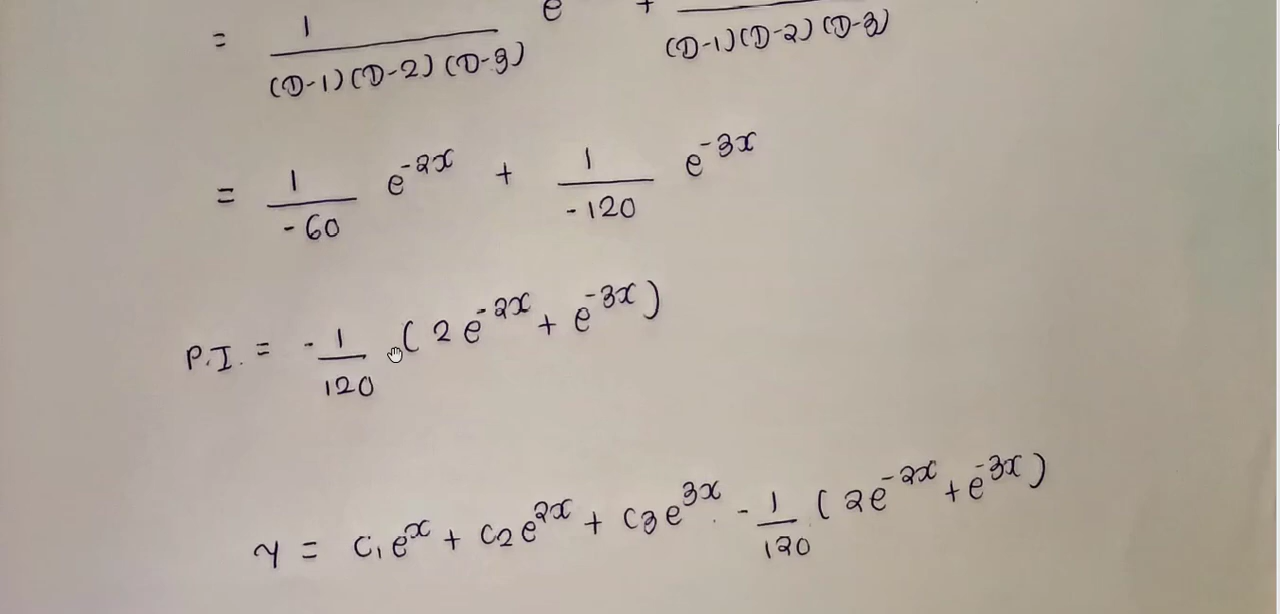 = 1/((D-1)(D-2)(D-3)) e + /((D-1)(D-2)(D-3))
= 1/-60 e^-2x + 1/-120 e^-3x
P.I. = -1/120 (2e^-2x + e^-3x)
y = c₁e^x + c₂e^2x + c₃e^3x - 1/120 (2e^-2x + e^-3x)